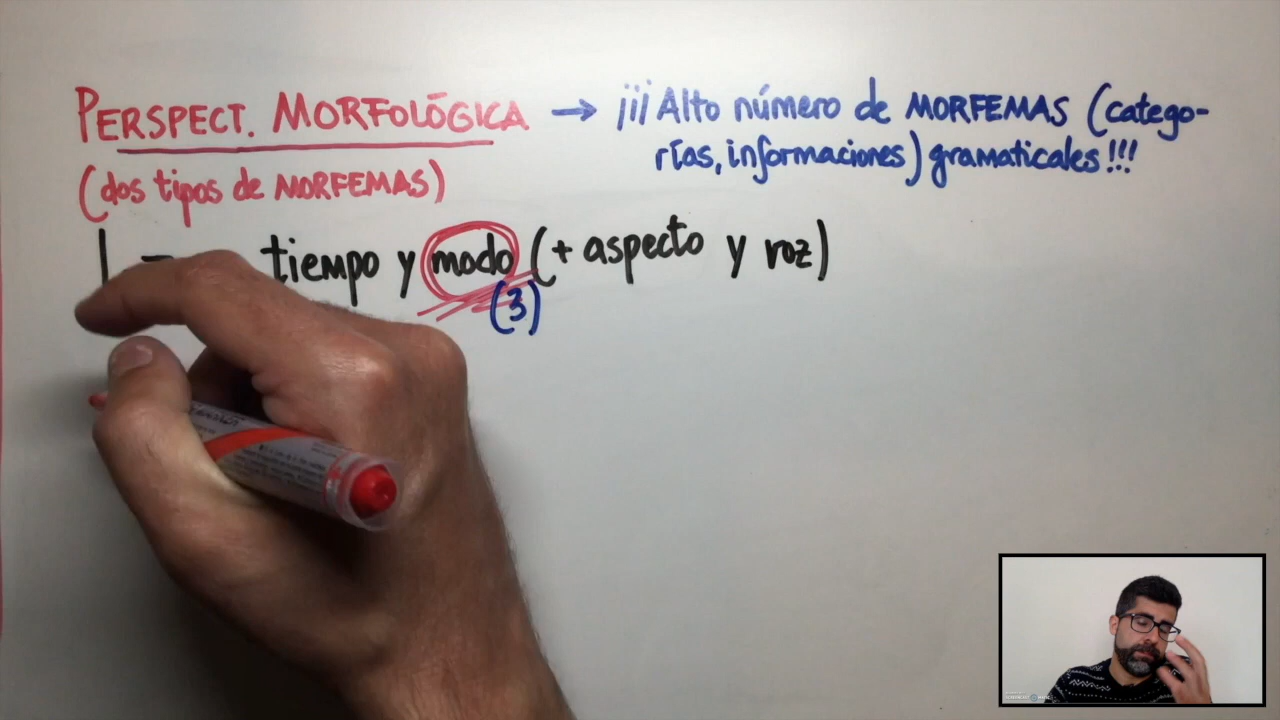 PERSPECT. MORFOLÓGICA → ¡¡¡Alto número de MORFEMAS (catego-
rías, informaciones) gramaticales!!!
(dos tipos de MORFEMAS)
tiempo y modo (+ aspecto y voz)
(3)